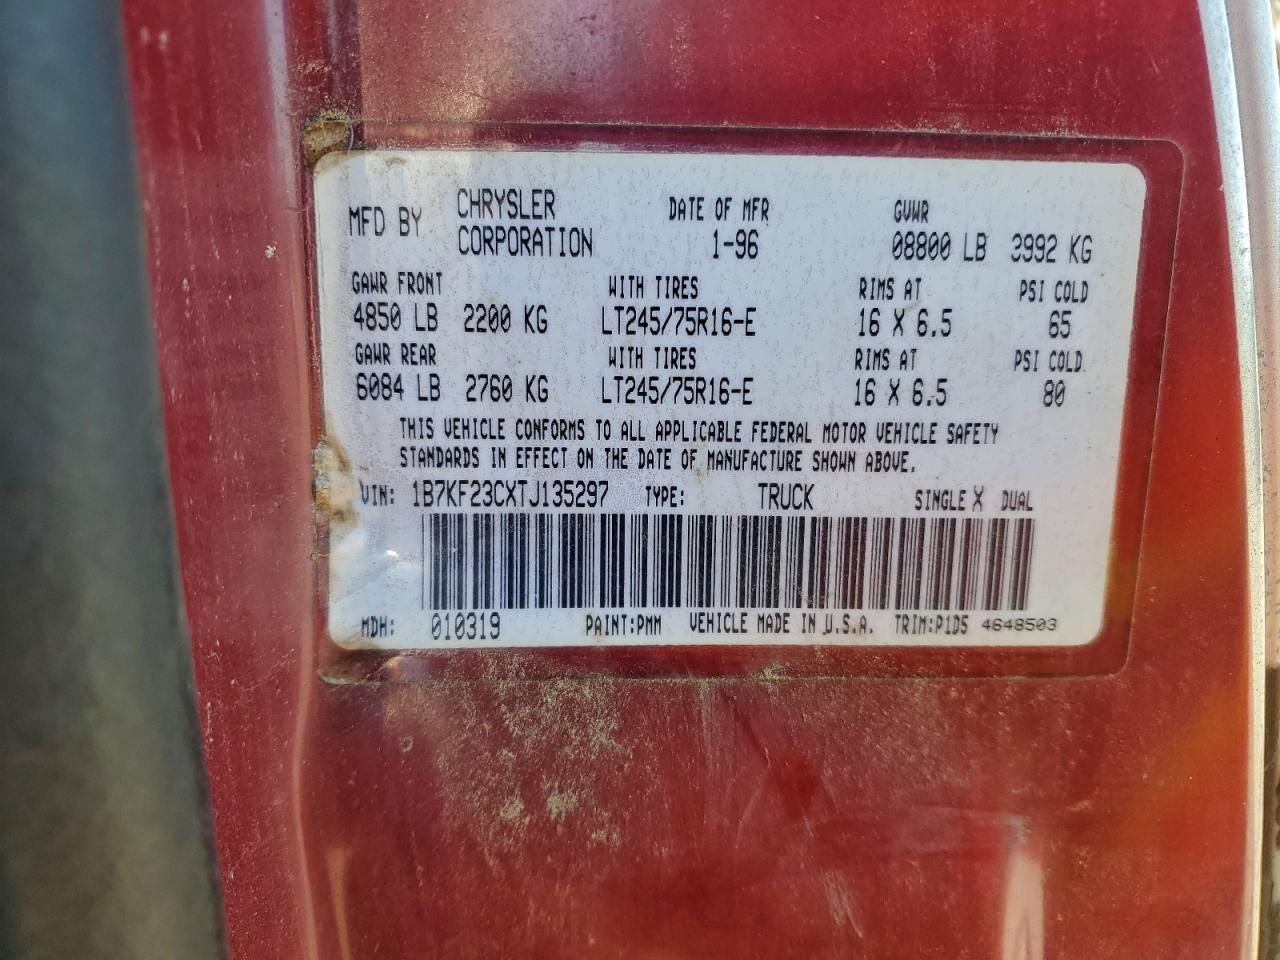 MFD BY CHRYSLER CORPORATION DATE OF MFR 1-96 GVWR 08800 LB 3992 KG
GAWR FRONT WITH TIRES RIMS AT PSI COLD
4850 LB 2200 KG LT245/75R16-E 16 X 6.5 65
GAWR REAR WITH TIRES RIMS AT PSI COLD
6084 LB 2760 KG LT245/75R16-E 16 X 6.5 80
THIS VEHICLE CONFORMS TO ALL APPLICABLE FEDERAL MOTOR VEHICLE SAFETY
STANDARDS IN EFFECT ON THE DATE OF MANUFACTURE SHOWN ABOVE.
VIN: 1B7KF23CXTJ135297 TYPE: TRUCK SINGLE X DUAL
MDH: 010319 PAINT:PMM VEHICLE MADE IN U.S.A. TRIM:P1D5 4648503